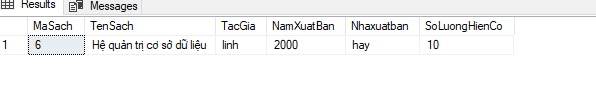 Results Messages
MaSach TenSach TacGia NamXuatBan Nhaxuatban SoLuongHienCo
1 6 Hệ quản trị cơ sở dữ liệu linh 2000 hay 10